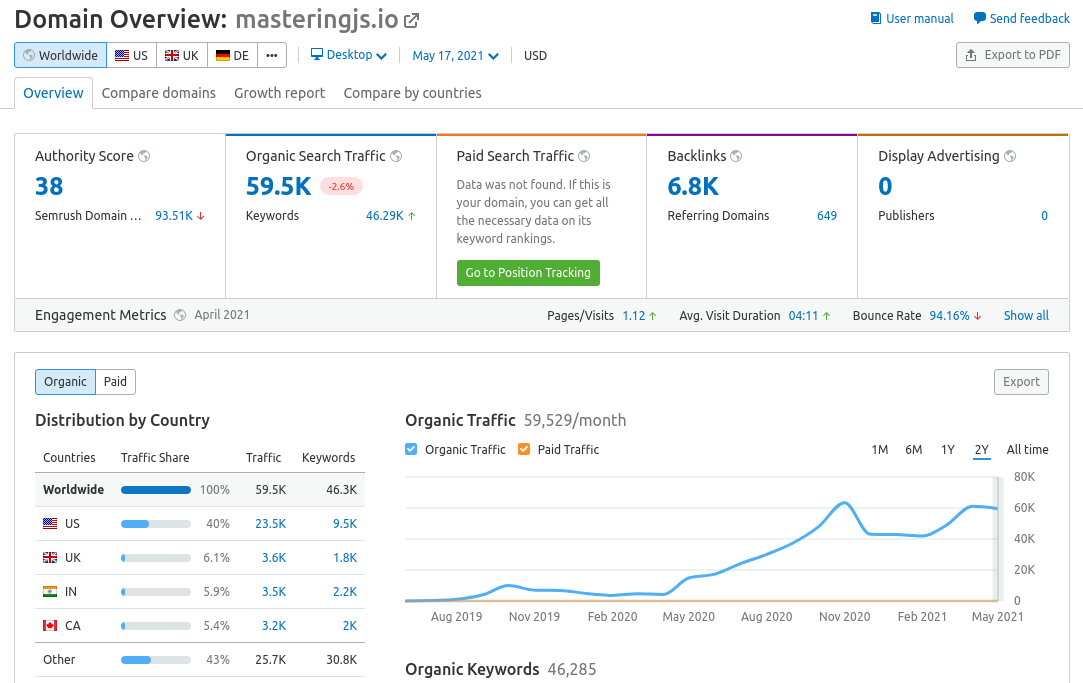 Domain Overview: masteringjs.io
User manual
Send feedback
Worldwide US UK DE ••• Desktop May 17, 2021 USD
Export to PDF
Overview Compare domains Growth report Compare by countries
Authority Score
38
Semrush Domain ... 93.51K ↓
Organic Search Traffic
59.5K -2.6%
Keywords 46.29K ↑
Paid Search Traffic
Data was not found. If this is
your domain, you can get all
the necessary data on its
keyword rankings.
Go to Position Tracking
Backlinks
6.8K
Referring Domains 649
Display Advertising
0
Publishers 0
Engagement Metrics April 2021 Pages/Visits 1.12 ↑ Avg. Visit Duration 04:11 ↑ Bounce Rate 94.16% ↓ Show all
Organic Paid
Export
Distribution by Country
Countries Traffic Share Traffic Keywords
Worldwide 100% 59.5K 46.3K
US 40% 23.5K 9.5K
UK 6.1% 3.6K 1.8K
IN 5.9% 3.5K 2.2K
CA 5.4% 3.2K 2K
Other 43% 25.7K 30.8K
Organic Traffic 59,529/month
Organic Traffic Paid Traffic
1M 6M 1Y 2Y All time
80K
60K
40K
20K
0
Aug 2019 Nov 2019 Feb 2020 May 2020 Aug 2020 Nov 2020 Feb 2021 May 2021
Organic Keywords 46,285